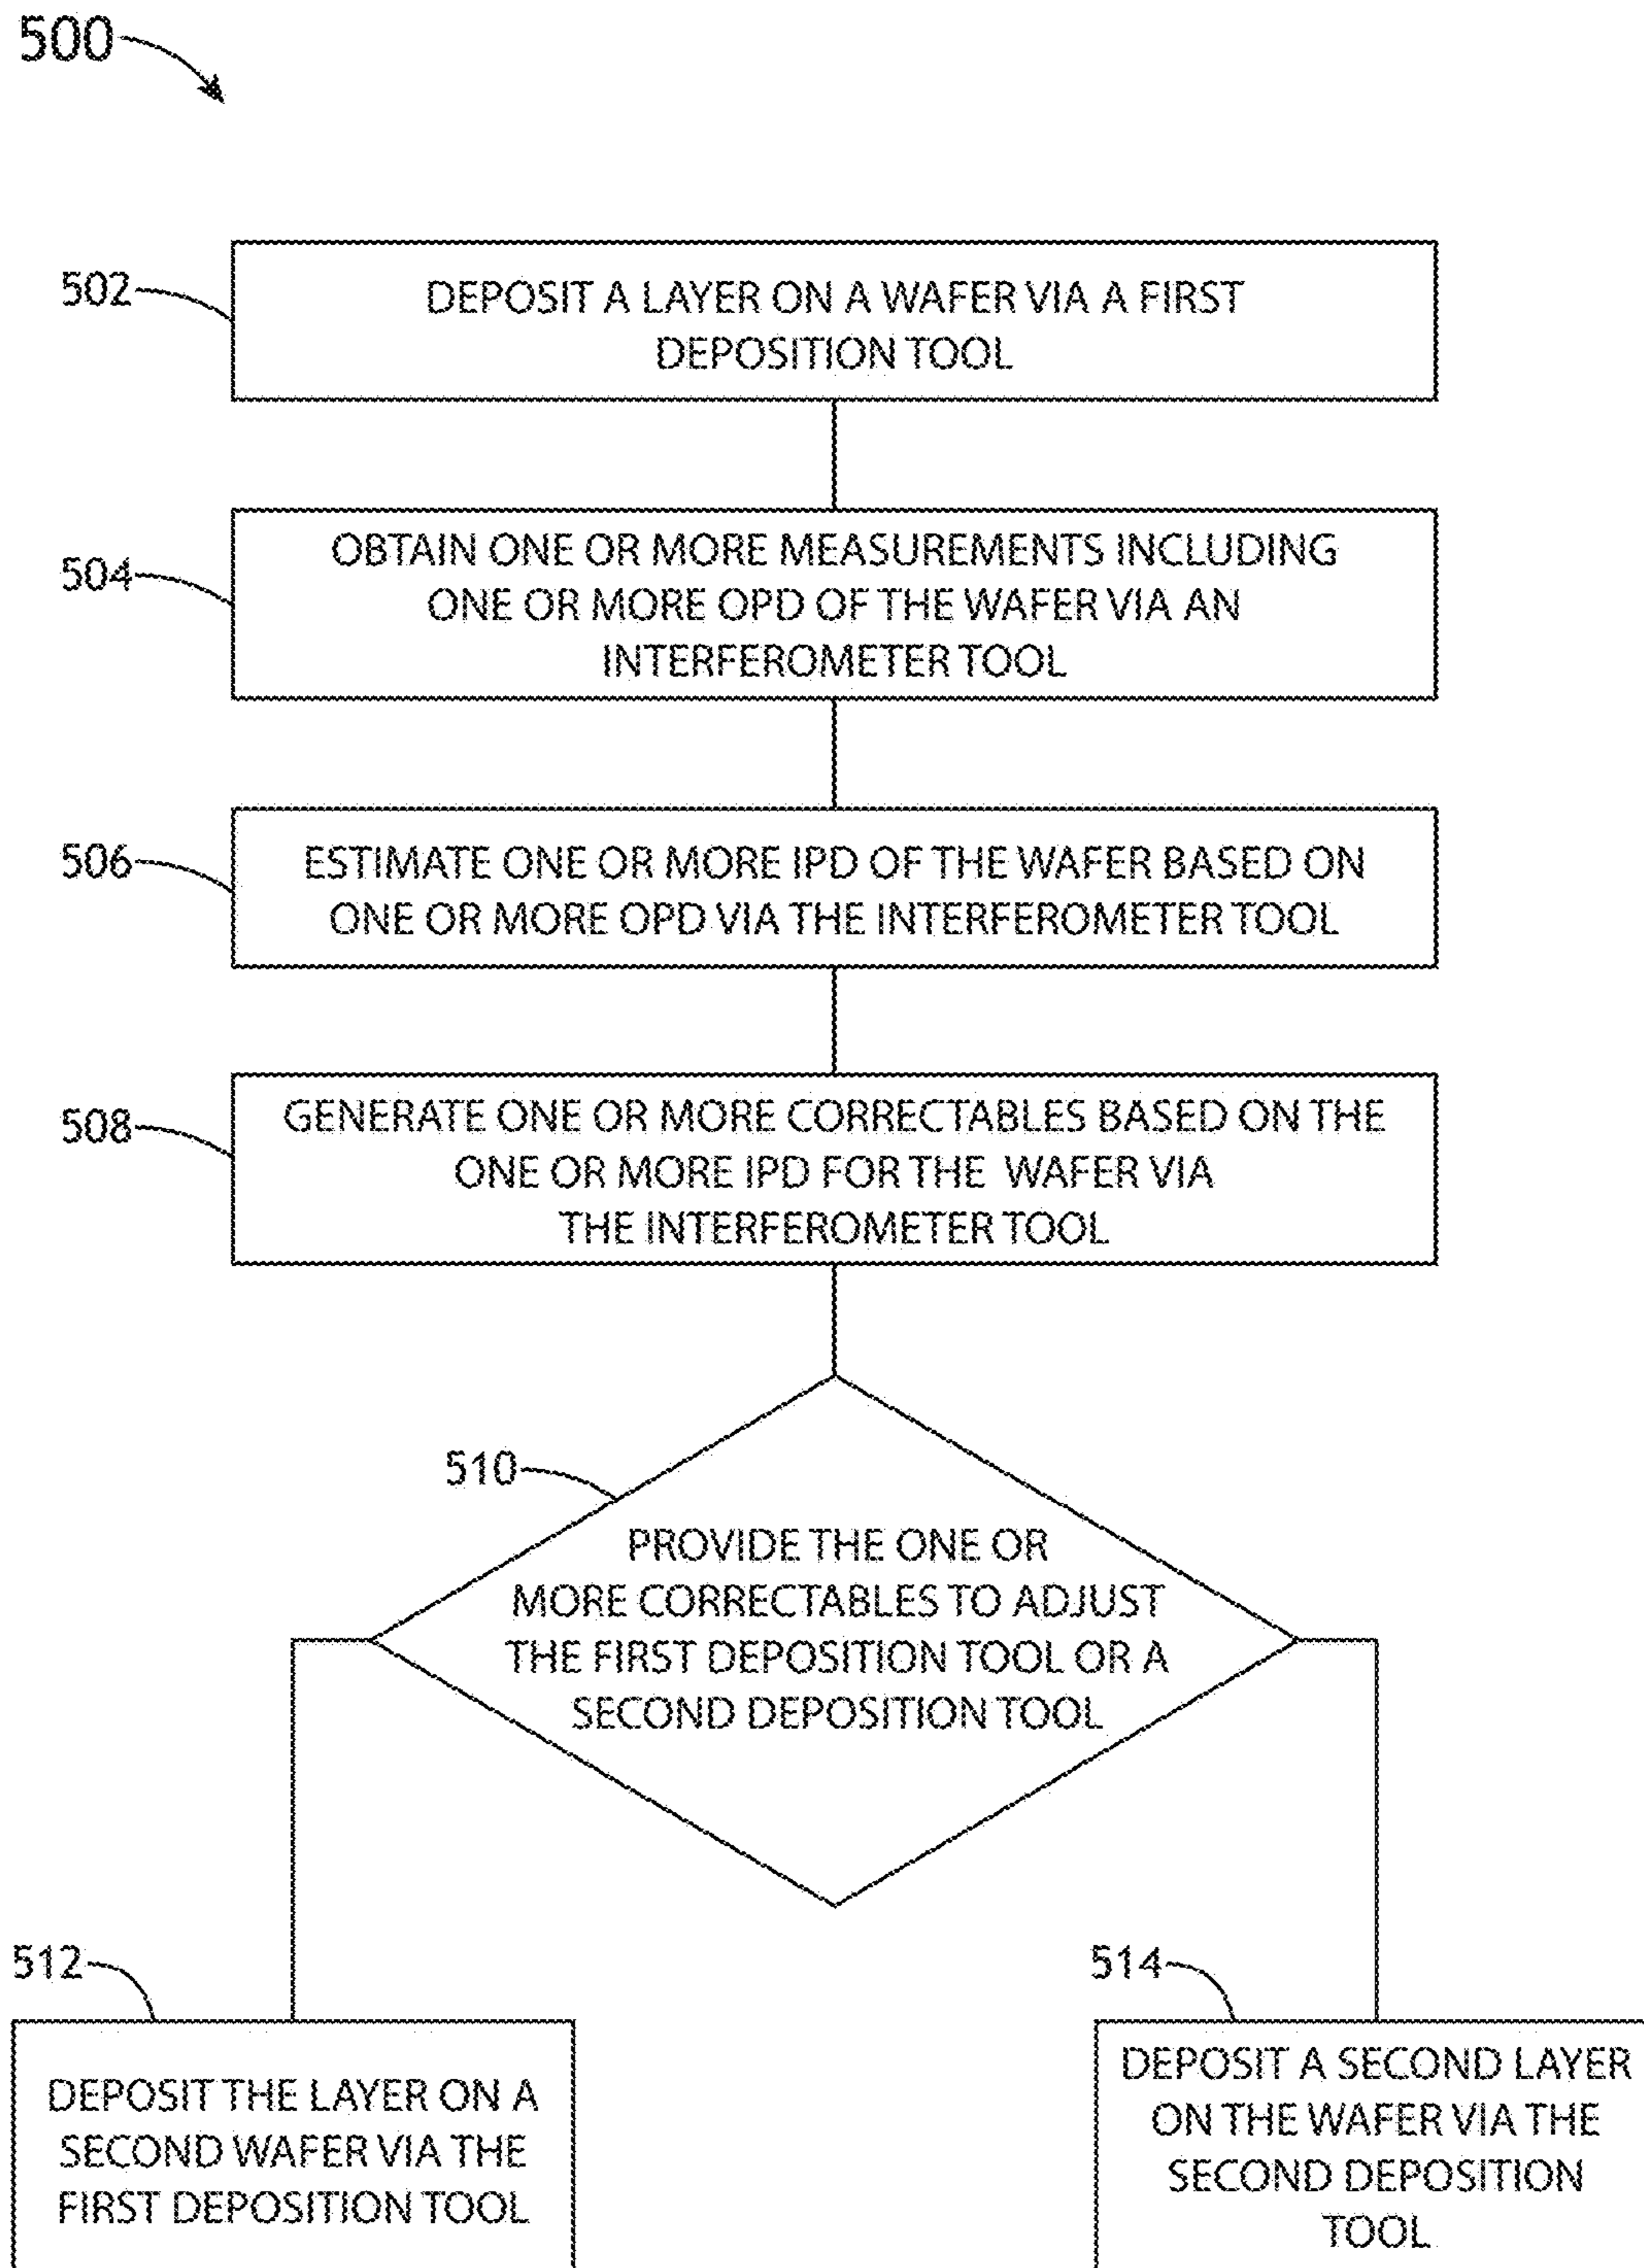 500
502
DEPOSIT A LAYER ON A WAFER VIA A FIRST
DEPOSITION TOOL
504
OBTAIN ONE OR MORE MEASUREMENTS INCLUDING
ONE OR MORE OPD OF THE WAFER VIA AN
INTERFEROMETER TOOL
506
ESTIMATE ONE OR MORE IPD OF THE WAFER BASED ON
ONE OR MORE OPD VIA THE INTERFEROMETER TOOL
508
GENERATE ONE OR MORE CORRECTABLES BASED ON THE
ONE OR MORE IPD FOR THE WAFER VIA
THE INTERFEROMETER TOOL
510
PROVIDE THE ONE OR
MORE CORRECTABLES TO ADJUST
THE FIRST DEPOSITION TOOL OR A
SECOND DEPOSITION TOOL
512
DEPOSIT THE LAYER ON A
SECOND WAFER VIA THE
FIRST DEPOSITION TOOL
514
DEPOSIT A SECOND LAYER
ON THE WAFER VIA THE
SECOND DEPOSITION
TOOL